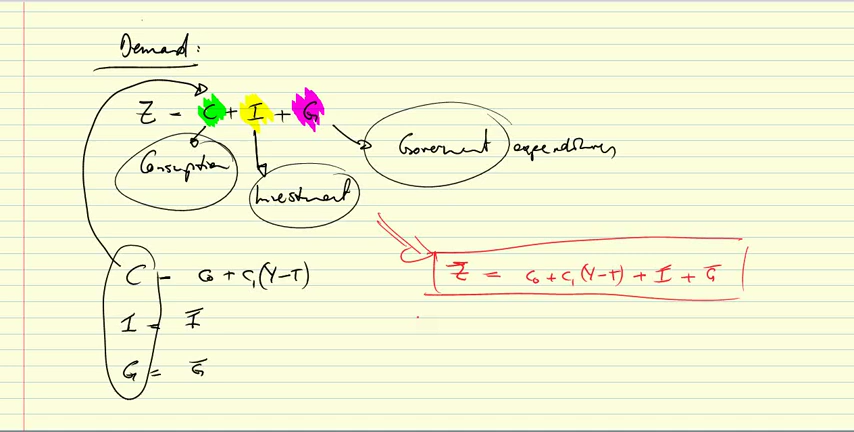 Demand:
Z = C + I + G
Consumption
Investment
Government expenditures
C = c₀ + c₁(Y-T)
I = Ī
G = Ḡ
Z = c₀ + c₁(Y-T) + Ī + Ḡ